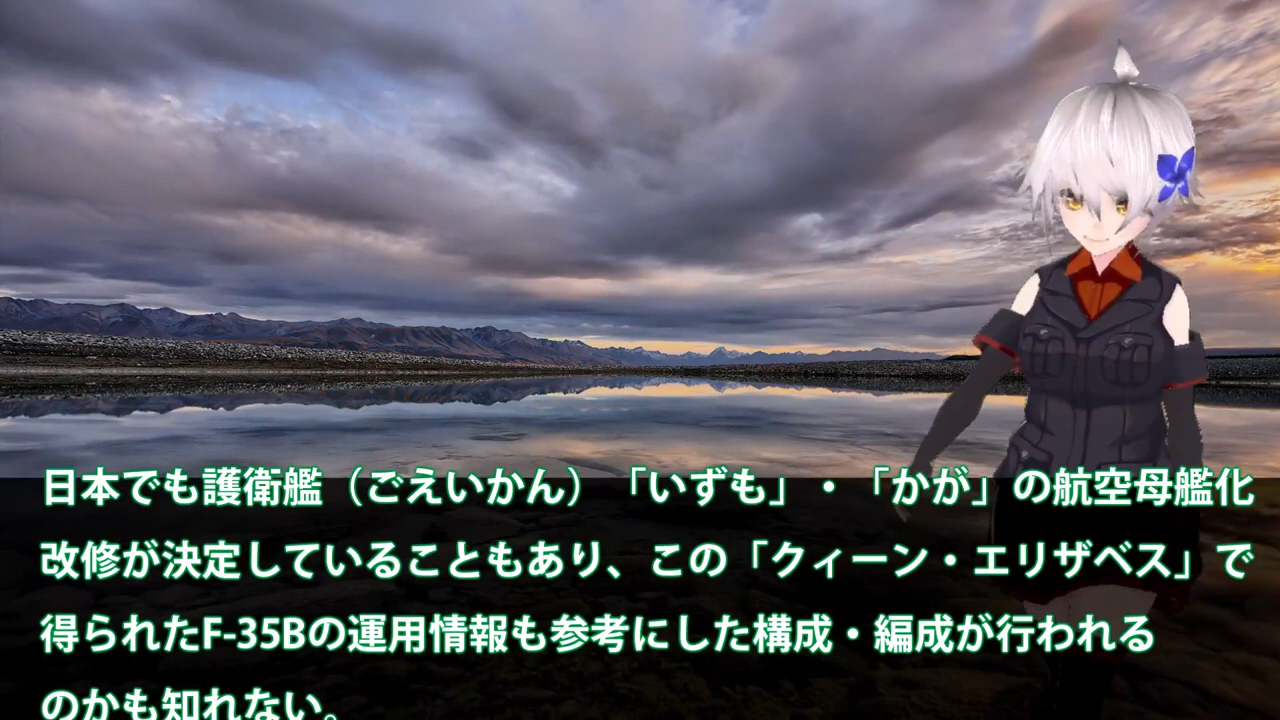 日本でも護衛艦（ごえいかん）「いずも」・「かが」の航空母艦化
改修が決定していることもあり、この「クィーン・エリザベス」で
得られたF-35Bの運用情報も参考にした構成・編成が行われる
のかも知れない。